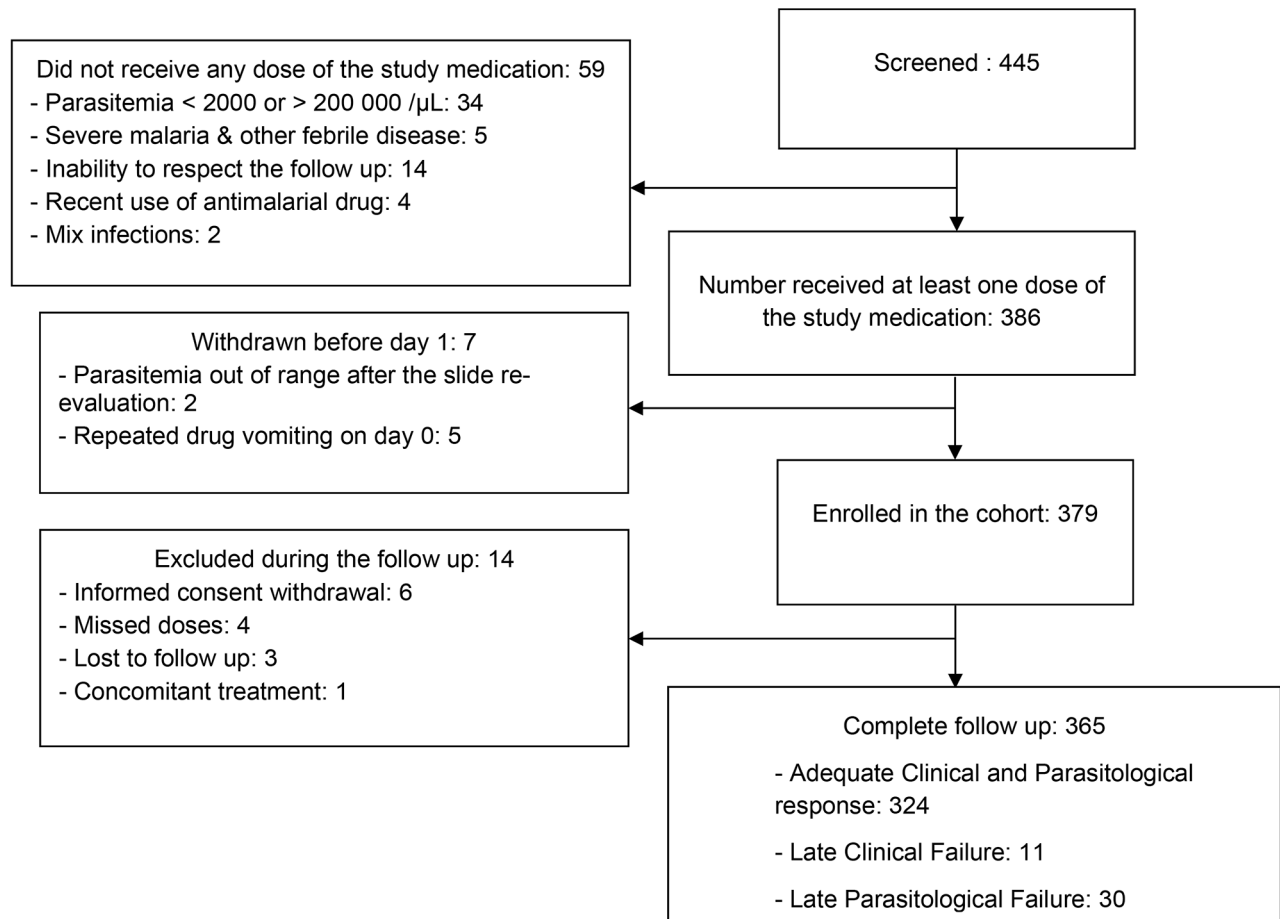 Screened : 445
Did not receive any dose of the study medication: 59
- Parasitemia < 2000 or > 200 000 /µL: 34
- Severe malaria & other febrile disease: 5
- Inability to respect the follow up: 14
- Recent use of antimalarial drug: 4
- Mix infections: 2
Number received at least one dose of
the study medication: 386
Withdrawn before day 1: 7
- Parasitemia out of range after the slide re-
evaluation: 2
- Repeated drug vomiting on day 0: 5
Enrolled in the cohort: 379
Excluded during the follow up: 14
- Informed consent withdrawal: 6
- Missed doses: 4
- Lost to follow up: 3
- Concomitant treatment: 1
Complete follow up: 365
- Adequate Clinical and Parasitological
response: 324
- Late Clinical Failure: 11
- Late Parasitological Failure: 30